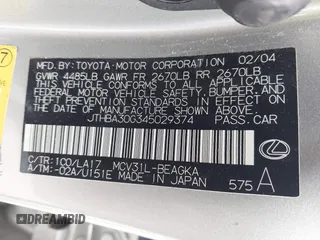 7
MFD. BY: TOYOTA MOTOR CORPORATION 02/04
GVWR 4485LB GAWR FR 2670LB RR 2670LB
THIS VEHICLE CONFORMS TO ALL APPLICABLE
FEDERAL MOTOR VEHICLE SAFETY, BUMPER, AND
THEFT PREVENTION STANDARDS IN EFFECT ON
THE DATE OF MANUFACTURE SHOWN ABOVE.
JTHBA30G345029374 PASS. CAR
C/TR: 1C0/LA17 MCV31L-BEAGKA
A/TM: -02A/U151E MADE IN JAPAN
575 A
AUTOBIDMASTER